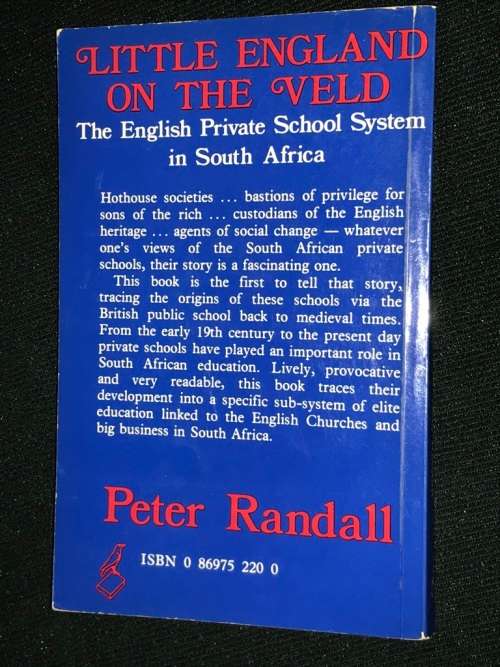 LITTLE ENGLAND
ON THE VELD
The English Private School System
in South Africa
Hothouse societies ... bastions of privilege for
sons of the rich ... custodians of the English
heritage ... agents of social change — whatever
one's views of the South African private
schools, their story is a fascinating one.
This book is the first to tell that story,
tracing the origins of these schools via the
British public school back to medieval times.
From the early 19th century to the present day
private schools have played an important role in
South African education. Lively, provocative
and very readable, this book traces their
development into a specific sub-system of elite
education linked to the English Churches and
big business in South Africa.
Peter Randall
ISBN 0 86975 220 0